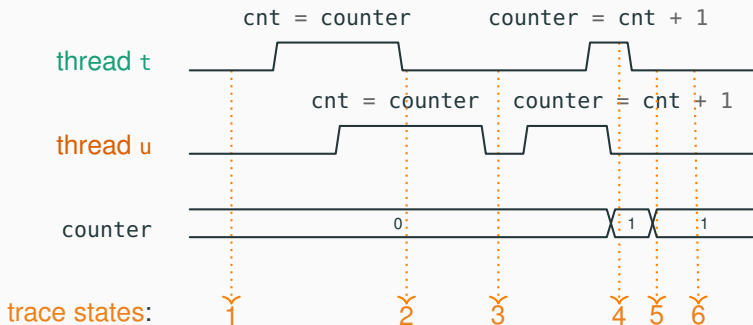 cnt = counter counter = cnt + 1
thread t
cnt = counter counter = cnt + 1
thread u
counter 0 1 1
trace states: 1 2 3 4 5 6